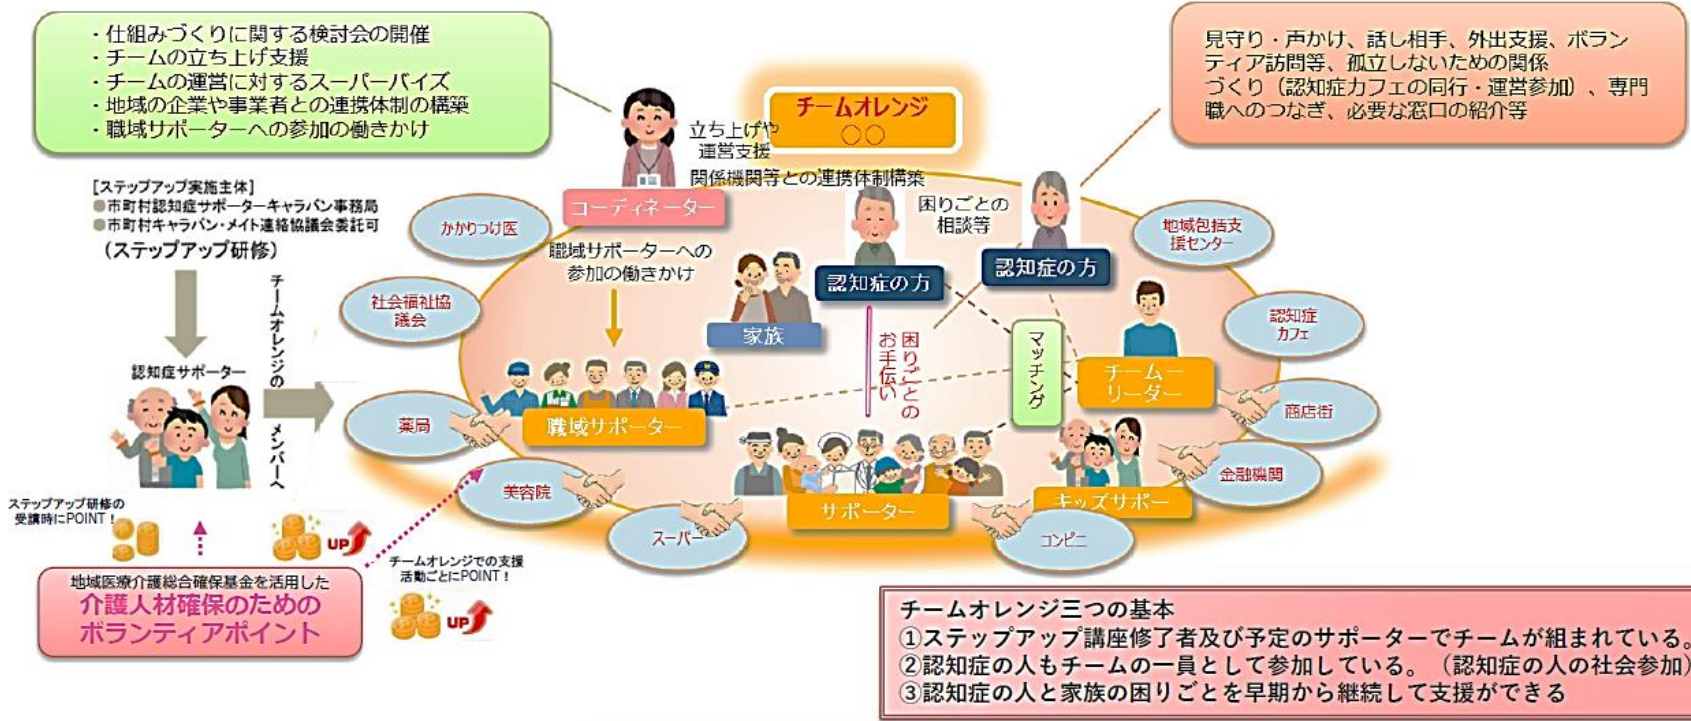 ・仕組みづくりに関する検討会の開催
・チームの立ち上げ支援
・チームの運営に対するスーパーバイズ
・地域の企業や事業者との連携体制の構築
・職域サポーターへの参加の働きかけ
見守り・声かけ、話し相手、外出支援、ボラン
ティア訪問等、孤立しないための関係
づくり（認知症カフェの同行・運営参加）、専門
職へのつなぎ、必要な窓口の紹介等
チームオレンジ
○○
立ち上げや
運営支援
関係機関等との連携体制構築
コーディネーター
[ステップアップ実施主体]
●市町村認知症サポーターキャラバン事務局
●市町村キャラバン・メイト連絡協議会委託可
（ステップアップ研修）
認知症サポーター
チームオレンジの
メンバーへ
かかりつけ医
社会福祉協
議会
薬局
美容院
スーパー
コンビニ
金融機関
商店街
認知症
カフェ
地域包括支
援センター
職域サポーターへの
参加の働きかけ
困りごとの
相談等
認知症の方
認知症の方
家族
困りごとの
お手伝い
マッチング
チームー
リーダー
職域サポーター
サポーター
キッズサポー
ステップアップ研修の
受講時にPOINT！
UP
チームオレンジでの支援
活動ごとにPOINT！
UP
地域医療介護総合確保基金を活用した
介護人材確保のための
ボランティアポイント
チームオレンジ三つの基本
①ステップアップ講座修了者及び予定のサポーターでチームが組まれている。
②認知症の人もチームの一員として参加している。（認知症の人の社会参加）
③認知症の人と家族の困りごとを早期から継続して支援ができる